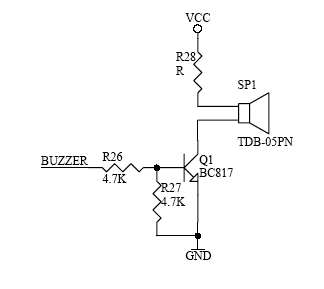 VCC
R28
R
SP1
TDB-05PN
BUZZER
R26
4.7K
Q1
BC817
R27
4.7K
GND